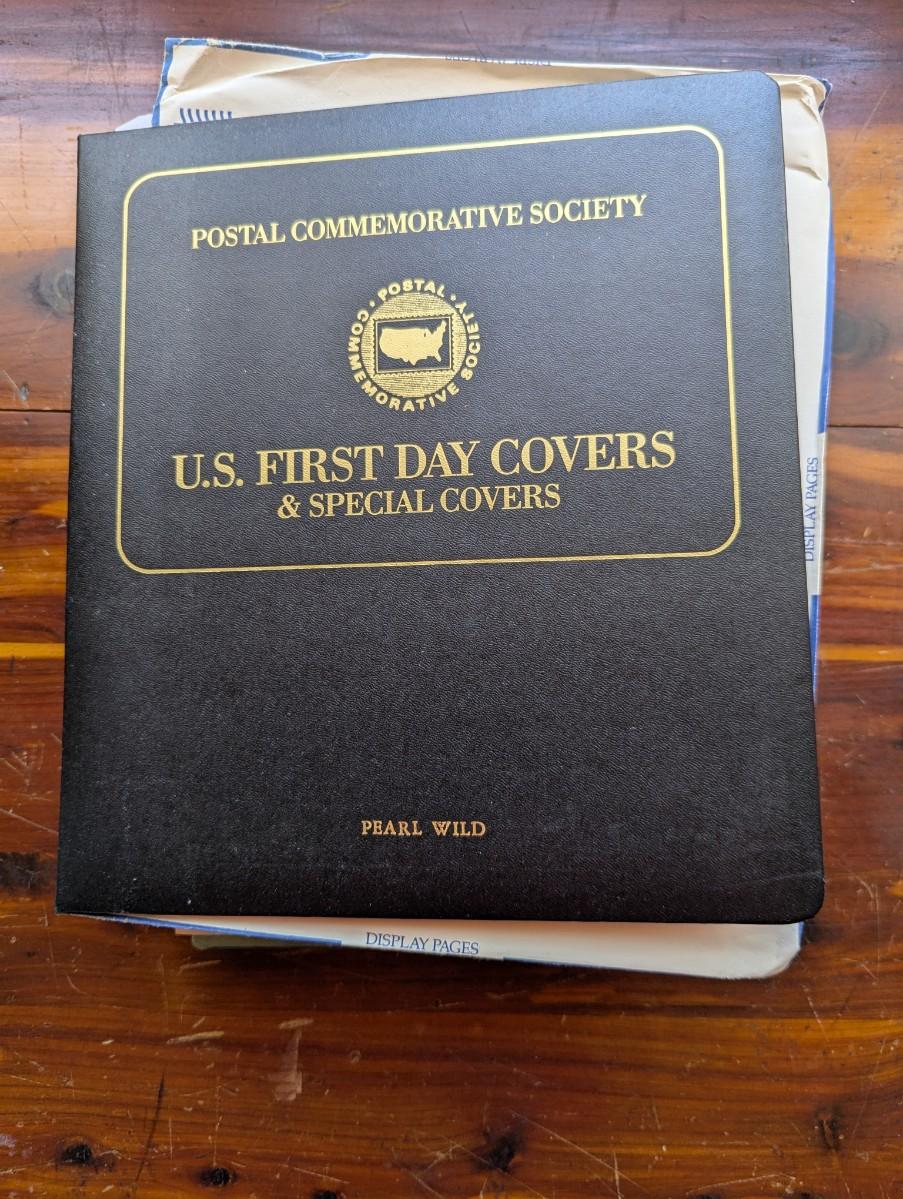 POSTAL COMMEMORATIVE SOCIETY
• POSTAL •
COMMEMORATIVE SOCIETY
U.S. FIRST DAY COVERS
& SPECIAL COVERS
PEARL WILD
DISPLAY PAGES
DISPLAY PAGES